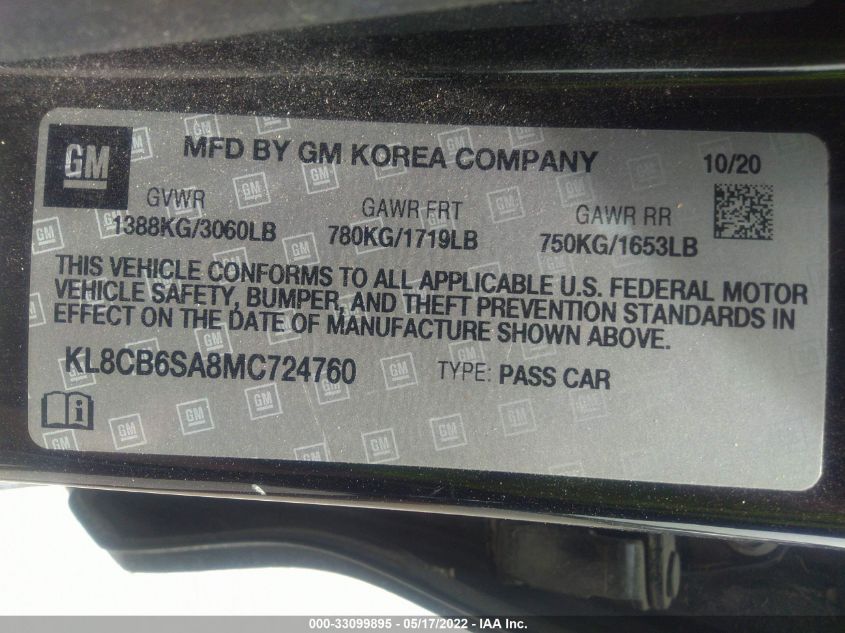 GM MFD BY GM KOREA COMPANY 10/20
GVWR GAWR FRT GAWR RR
1388KG/3060LB 780KG/1719LB 750KG/1653LB
THIS VEHICLE CONFORMS TO ALL APPLICABLE U.S. FEDERAL MOTOR
VEHICLE SAFETY, BUMPER, AND THEFT PREVENTION STANDARDS IN
EFFECT ON THE DATE OF MANUFACTURE SHOWN ABOVE.
KL8CB6SA8MC724760 TYPE: PASS CAR
000-33099895 - 05/17/2022 - IAA Inc.